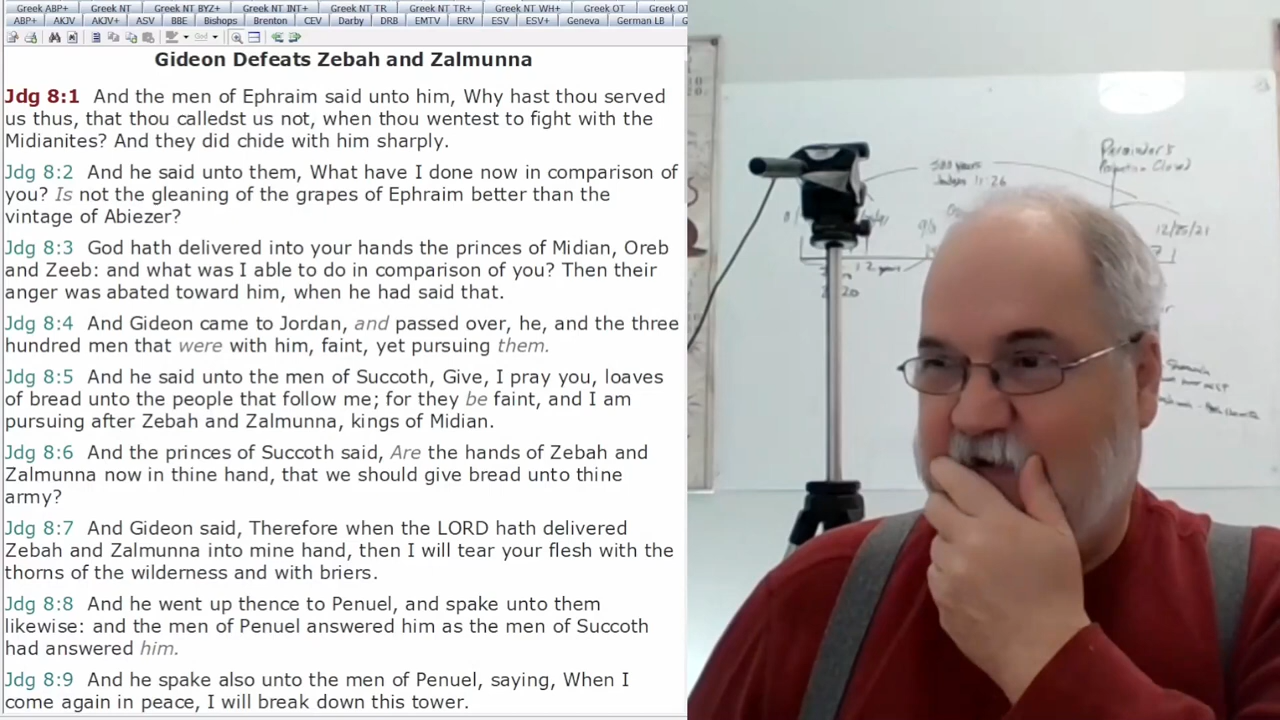 Greek ABP+ Greek NT Greek NT BYZ+ Greek NT INT+ Greek NT TR Greek NT TR+ Greek NT WH+ Greek OT Greek OT
ABP+ AKJV AKJV+ ASV BBE Bishops Brenton CEV Darby DRB EMTV ERV ESV ESV+ Geneva German LB G
God
Gideon Defeats Zebah and Zalmunna
Jdg 8:1 And the men of Ephraim said unto him, Why hast thou served
us thus, that thou calledst us not, when thou wentest to fight with the
Midianites? And they did chide with him sharply.
Jdg 8:2 And he said unto them, What have I done now in comparison of
you? Is not the gleaning of the grapes of Ephraim better than the
vintage of Abiezer?
Jdg 8:3 God hath delivered into your hands the princes of Midian, Oreb
and Zeeb: and what was I able to do in comparison of you? Then their
anger was abated toward him, when he had said that.
Jdg 8:4 And Gideon came to Jordan, and passed over, he, and the three
hundred men that were with him, faint, yet pursuing them.
Jdg 8:5 And he said unto the men of Succoth, Give, I pray you, loaves
of bread unto the people that follow me; for they be faint, and I am
pursuing after Zebah and Zalmunna, kings of Midian.
Jdg 8:6 And the princes of Succoth said, Are the hands of Zebah and
Zalmunna now in thine hand, that we should give bread unto thine
army?
Jdg 8:7 And Gideon said, Therefore when the LORD hath delivered
Zebah and Zalmunna into mine hand, then I will tear your flesh with the
thorns of the wilderness and with briers.
Jdg 8:8 And he went up thence to Penuel, and spake unto them
likewise: and the men of Penuel answered him as the men of Succoth
had answered him.
Jdg 8:9 And he spake also unto the men of Penuel, saying, When I
come again in peace, I will break down this tower.
300 years
Judges 11:26
12/25/21
2 years
20